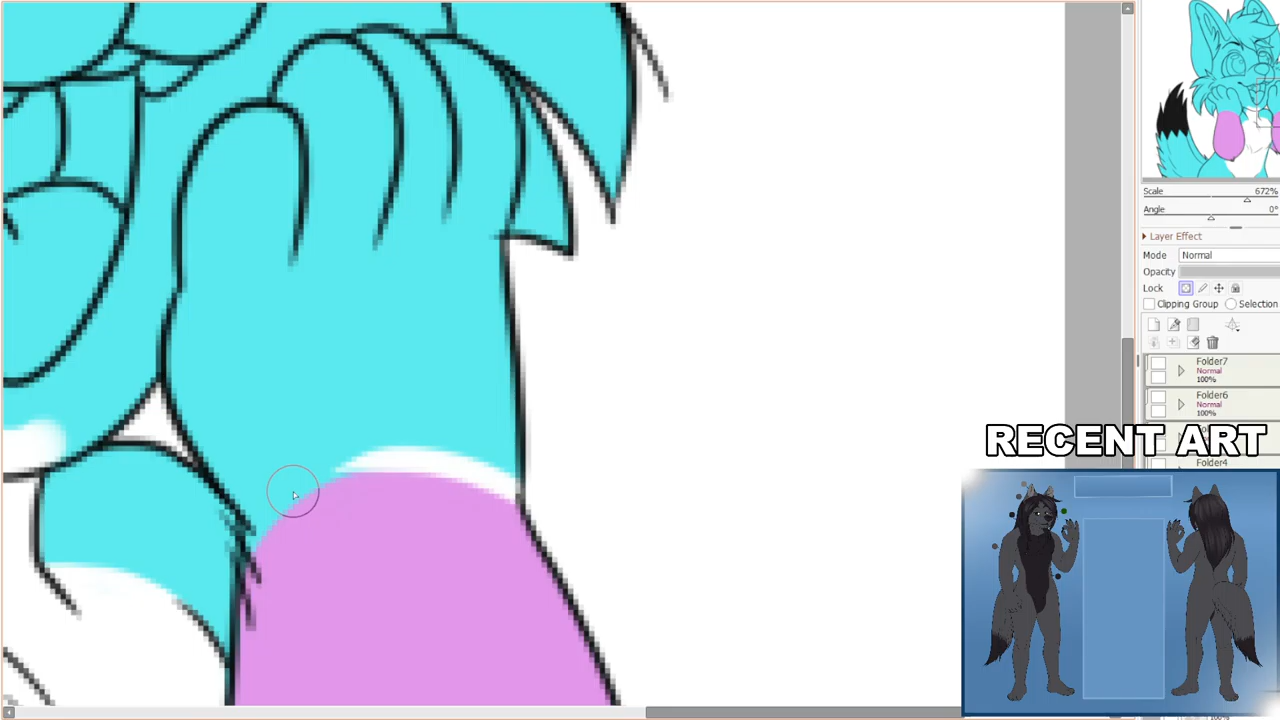 Scale 672%
Angle 0°
Layer Effect
Mode Normal
Opacity
Lock
Clipping Group Selection
Folder7
Normal
100%
Folder6
Normal
100%
RECENT ART
Folder4